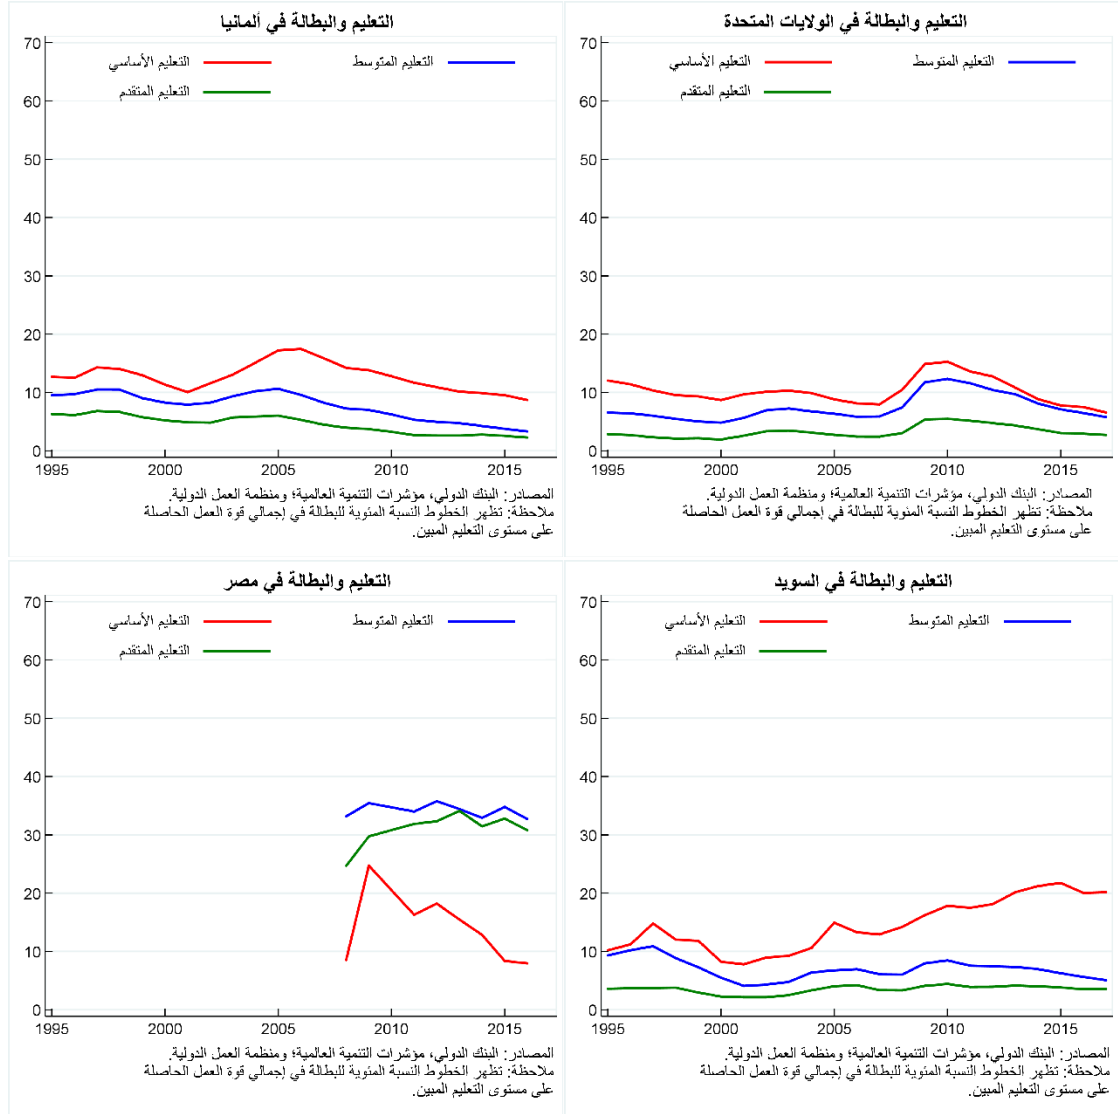 التعليم والبطالة في ألمانيا
70
التعليم الأساسي
التعليم المتوسط
التعليم المتقدم
60
50
40
30
20
10
0
1995 2000 2005 2010 2015
المصادر: البنك الدولي، مؤشرات التنمية العالمية؛ ومنظمة العمل الدولية.
ملاحظة: تظهر الخطوط النسبة المئوية للبطالة في إجمالي قوة العمل الحاصلة
على مستوى التعليم المبين.
التعليم والبطالة في الولايات المتحدة
70
التعليم الأساسي
التعليم المتوسط
التعليم المتقدم
60
50
40
30
20
10
0
1995 2000 2005 2010 2015
المصادر: البنك الدولي، مؤشرات التنمية العالمية؛ ومنظمة العمل الدولية.
ملاحظة: تظهر الخطوط النسبة المئوية للبطالة في إجمالي قوة العمل الحاصلة
على مستوى التعليم المبين.
التعليم والبطالة في مصر
70
التعليم الأساسي
التعليم المتوسط
التعليم المتقدم
60
50
40
30
20
10
0
1995 2000 2005 2010 2015
المصادر: البنك الدولي، مؤشرات التنمية العالمية؛ ومنظمة العمل الدولية.
ملاحظة: تظهر الخطوط النسبة المئوية للبطالة في إجمالي قوة العمل الحاصلة
على مستوى التعليم المبين.
التعليم والبطالة في السويد
70
التعليم الأساسي
التعليم المتوسط
التعليم المتقدم
60
50
40
30
20
10
0
1995 2000 2005 2010 2015
المصادر: البنك الدولي، مؤشرات التنمية العالمية؛ ومنظمة العمل الدولية.
ملاحظة: تظهر الخطوط النسبة المئوية للبطالة في إجمالي قوة العمل الحاصلة
على مستوى التعليم المبين.